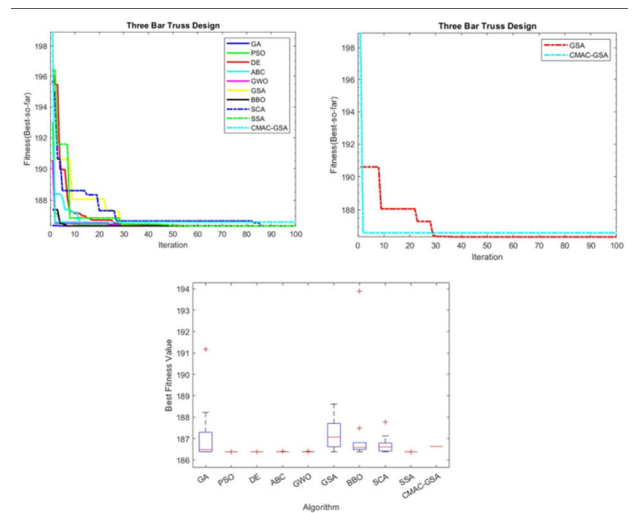 Three Bar Truss Design
198
196
194
192
190
188
Fitness(Best-so-far)
0 10 20 30 40 50 60 70 80 90 100
Iteration
GA
PSO
DE
ABC
GWO
GSA
BBO
SCA
SSA
CMAC-GSA
Three Bar Truss Design
198
196
194
192
190
188
Fitness(Best-so-far)
0 10 20 30 40 50 60 70 80 90 100
Iteration
GSA
CMAC-GSA
194
193
192
191
190
189
188
187
186
Best Fitness Value
GA PSO DE ABC GWO GSA BBO SCA SSA CMAC-GSA
Algorithm